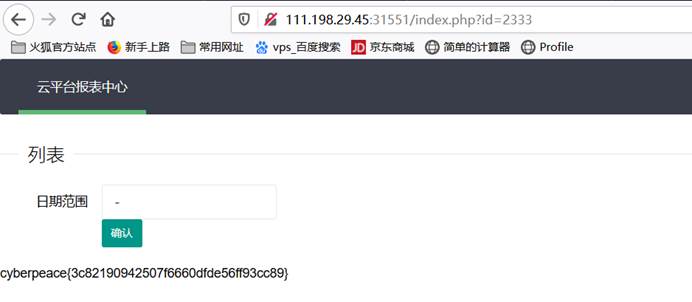 111.198.29.45:31551/index.php?id=2333
火狐官方站点 新手上路 常用网址 vps_百度搜索 JD 京东商城 简单的计算器 Profile
云平台报表中心
列表
日期范围 -
确认
cyberpeace{3c82190942507f6660dfde56ff93cc89}